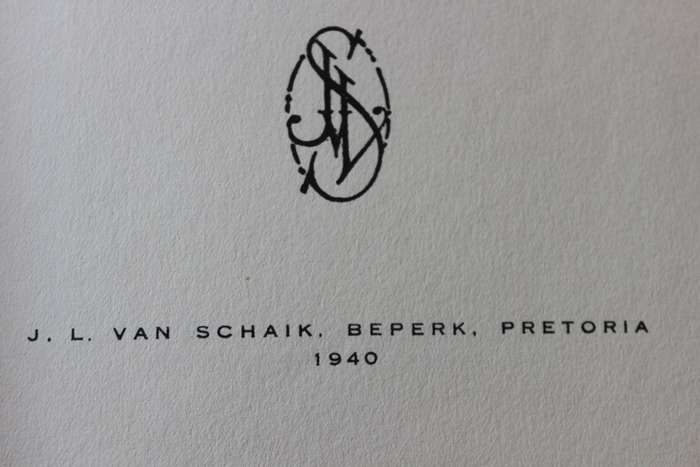 J. L. VAN SCHAIK, BEPERK, PRETORIA
1940